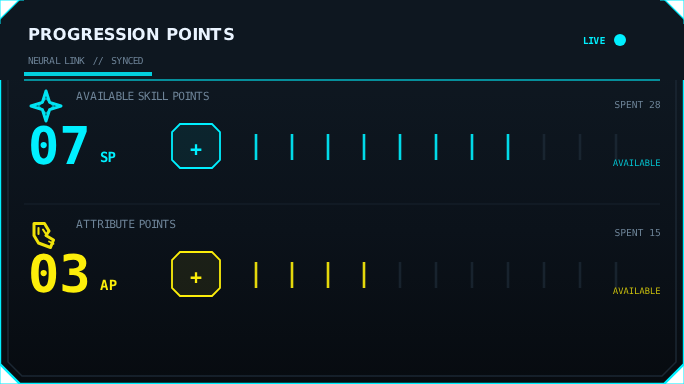 PROGRESSION POINTS
LIVE
NEURAL LINK // SYNCED
AVAILABLE SKILL POINTS
SPENT 28
07 SP
+
AVAILABLE
ATTRIBUTE POINTS
SPENT 15
03 AP
+
AVAILABLE